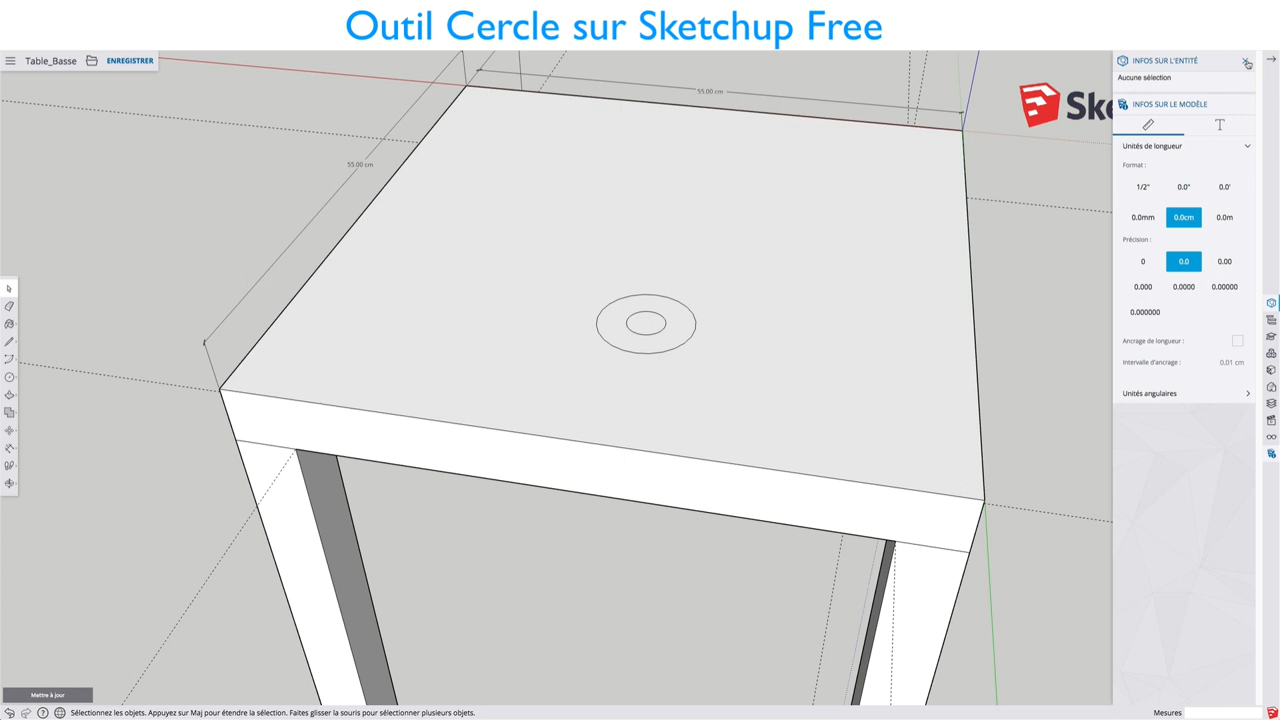 Outil Cercle sur Sketchup Free
Table_Basse
ENREGISTRER
INFOS SUR L'ENTITÉ
Aucune sélection
INFOS SUR LE MODÈLE
Unités de longueur
Format :
1/2" 0.0" 0.0'
0.0mm 0.0cm 0.0m
Précision :
0 0.0 0.00
0.000 0.0000 0.00000
0.000000
Ancrage de longueur :
Intervalle d'ancrage : 0,01 cm
Unités angulaires
55.00 cm
55.00 cm
Ske
Mettre à jour
Sélectionnez les objets. Appuyez sur Maj pour étendre la sélection. Faites glisser la souris pour sélectionner plusieurs objets.
Mesures